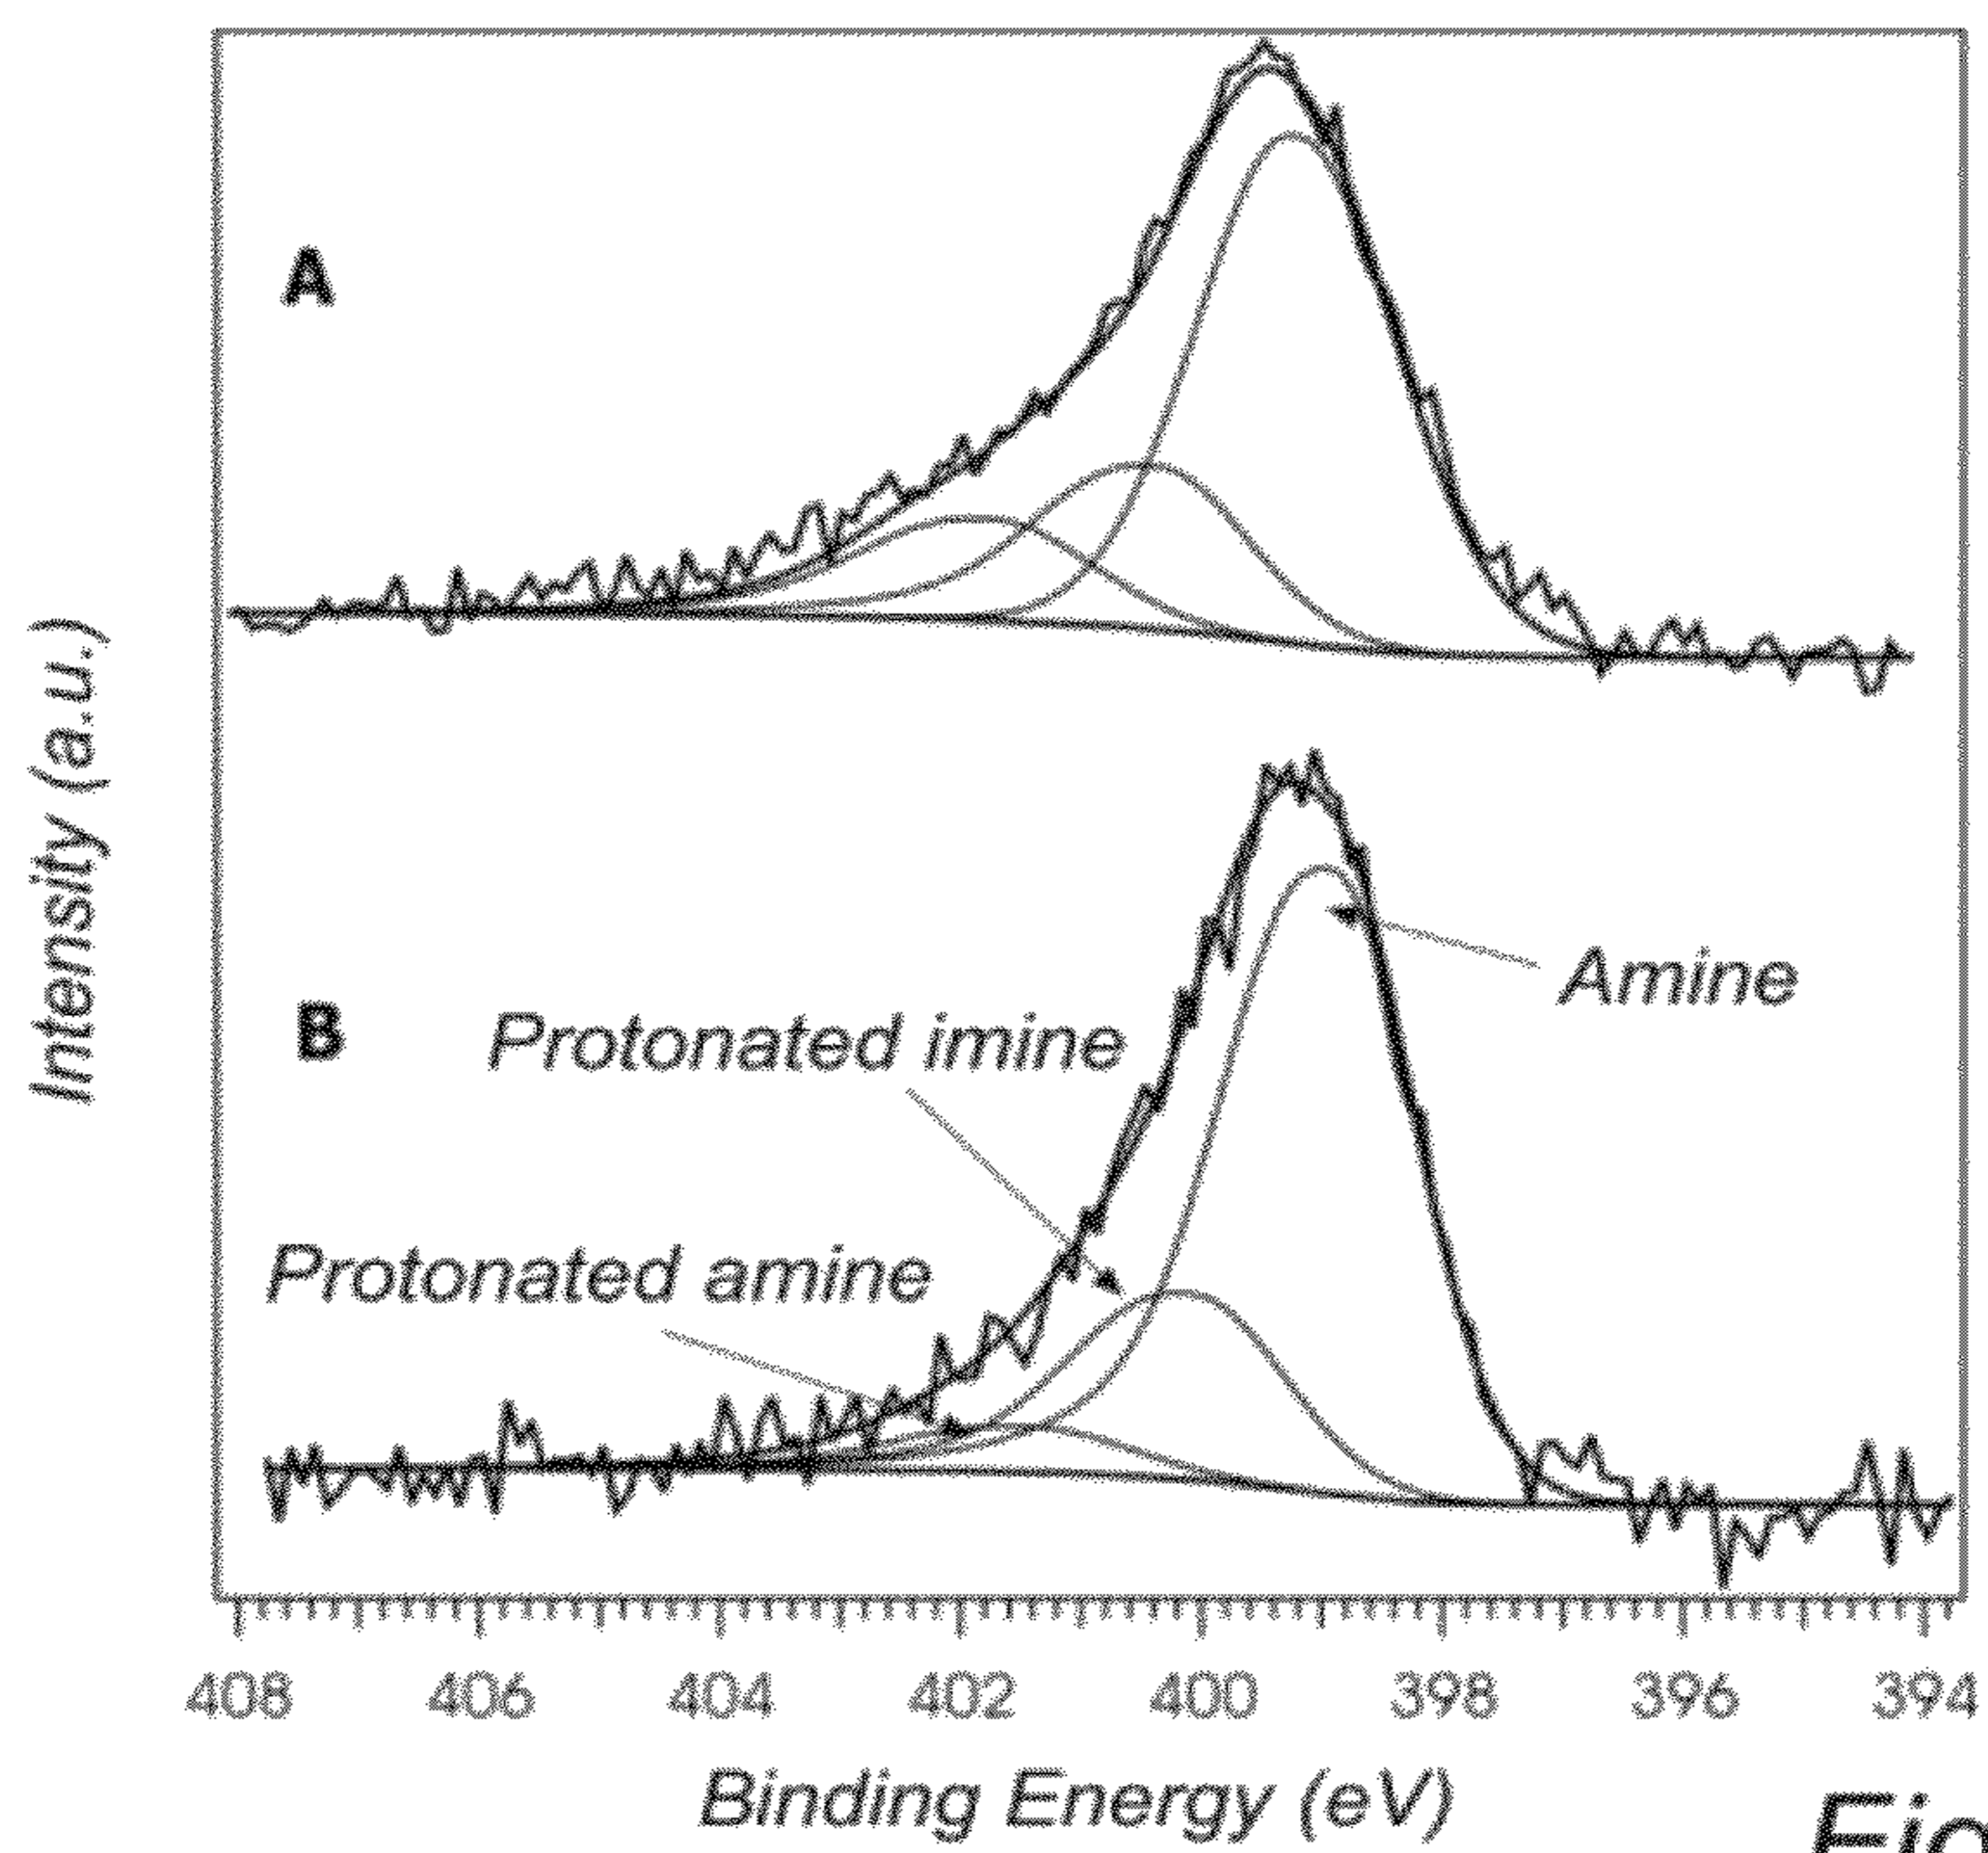 A
Intensity (a.u.)
B
Protonated imine
Amine
Protonated amine
408 406 404 402 400 398 396 394
Binding Energy (eV)